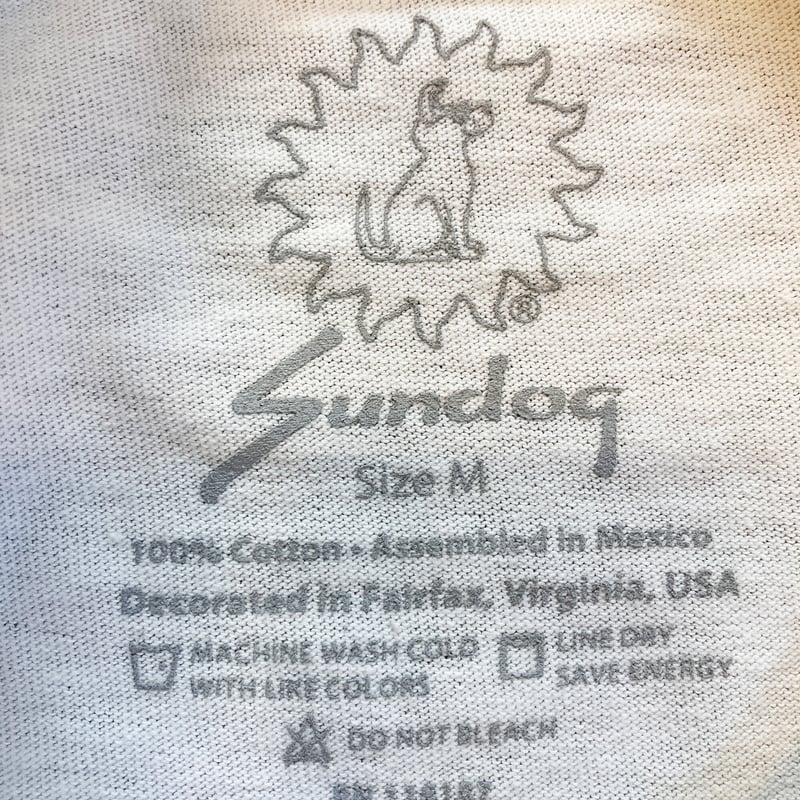 ®
Sundog
Size M
100% Cotton • Assembled in Mexico
Decorated in Fairfax, Virginia, USA
MACHINE WASH COLD
WITH LIKE COLORS
LINE DRY
SAVE ENERGY
DO NOT BLEACH